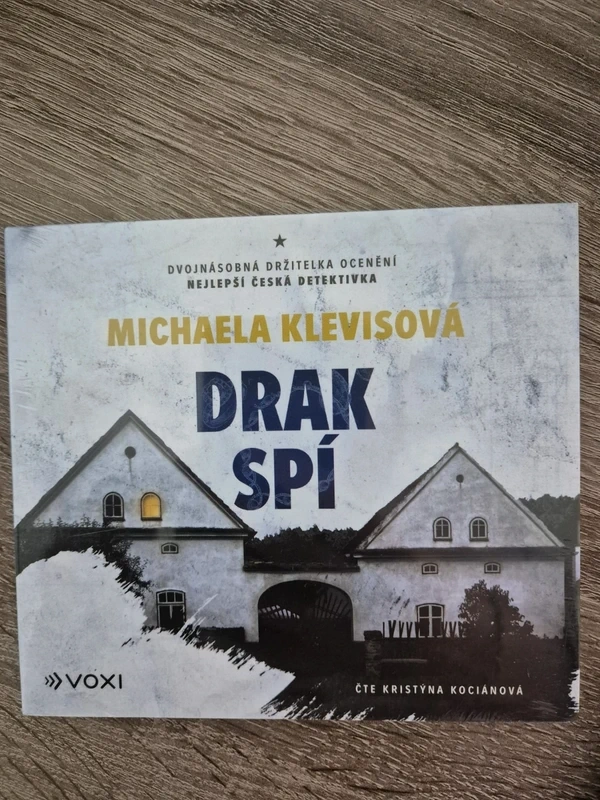 DVOJNÁSOBNÁ DRŽITELKA OCENĚNÍ
NEJLEPŠÍ ČESKÁ DETEKTIVKA
MICHAELA KLEVISOVÁ
DRAK
SPÍ
VOXI
ČTE KRISTÝNA KOCIÁNOVÁ